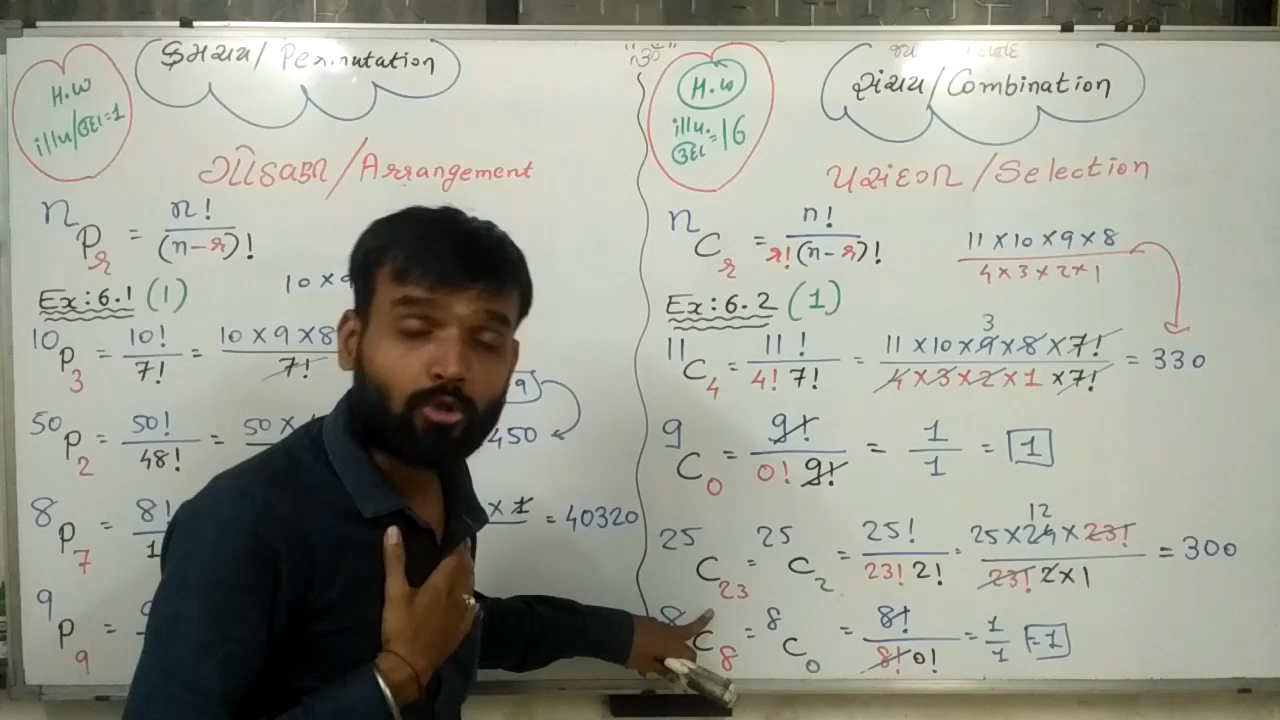 ક્રમચય / Permutation
H.W
illu/ઉદા=1
ગોઠવણ / Arrangement
nPr = n! / (n-r)!
Ex: 6.1 (1)
10P3 = 10! / 7! = 10 × 9 × 8 / 7!
50P2 = 50! / 48! = 50 ×
450
8P7 = 8! / 1 × 1 = 40320
9P9 =
સંચય / Combination
H.W
illu.
ઉદા = 16
પસંદગી / Selection
nCr = n! / r!(n-r)!
11 × 10 × 9 × 8 / 4 × 3 × 2 × 1
Ex: 6.2 (1)
11C4 = 11! / 4! 7! = 11 × 10 × 9 × 8 × 7! / 4 × 3 × 2 × 1 × 7! = 330
9C0 = 9! / 0! 9! = 1 / 1 = 1
25C23 = 25C2 = 25! / 23! 2! = 25 × 24 × 23! / 23! 2 × 1 = 300
8C8 = 8C0 = 8! / 8! 0! = 1 / 1 = 1